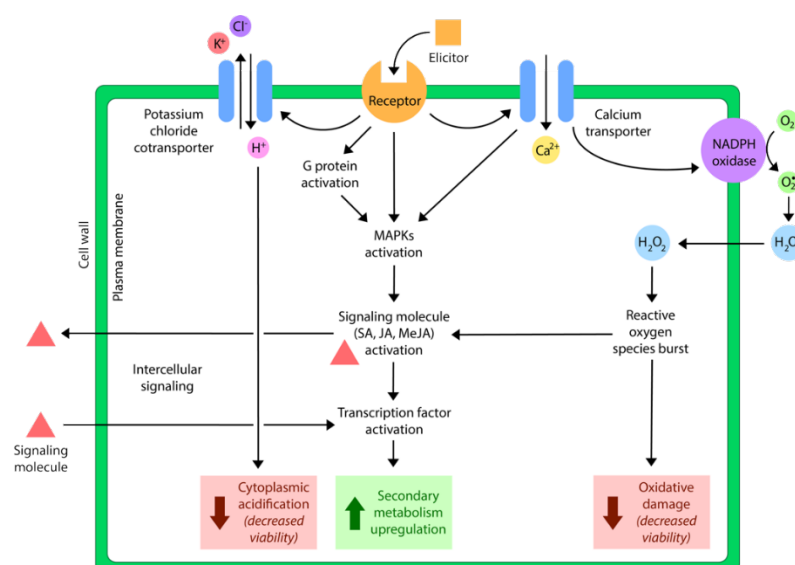 Cl⁻
K⁺
Elicitor
Receptor
Potassium
chloride
cotransporter
H⁺
G protein
activation
Ca²⁺
Calcium
transporter
NADPH
oxidase
O₂
O₂•
H₂O
H₂O₂
MAPKs
activation
Cell wall
Plasma membrane
Signaling molecule
(SA, JA, MeJA)
activation
Reactive
oxygen
species burst
Intercellular
signaling
Transcription factor
activation
Signaling
molecule
Cytoplasmic
acidification
(decreased
viability)
Secondary
metabolism
upregulation
Oxidative
damage
(decreased
viability)